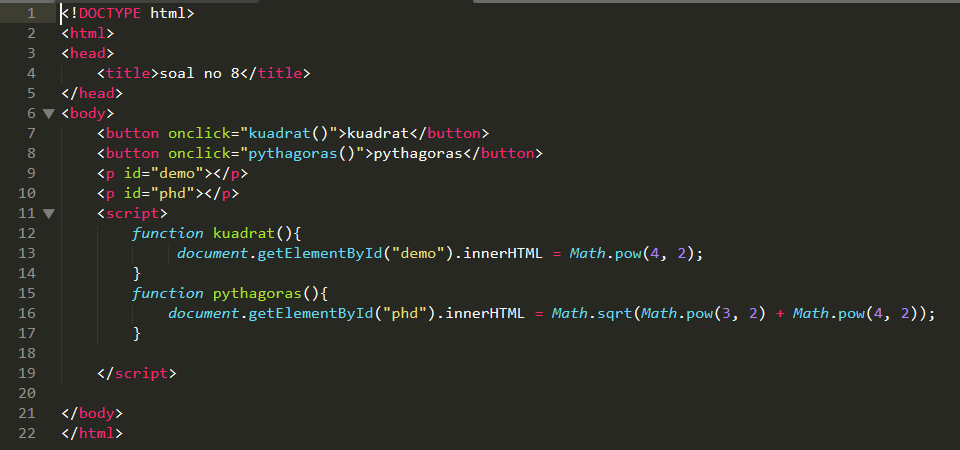 1 <!DOCTYPE html>
2 <html>
3 <head>
4     <title>soal no 8</title>
5 </head>
6 <body>
7     <button onclick="kuadrat()">kuadrat</button>
8     <button onclick="pythagoras()">pythagoras</button>
9     <p id="demo"></p>
10     <p id="phd"></p>
11     <script>
12         function kuadrat(){
13              document.getElementById("demo").innerHTML = Math.pow(4, 2);
14         }
15         function pythagoras(){
16             document.getElementById("phd").innerHTML = Math.sqrt(Math.pow(3, 2) + Math.pow(4, 2));
17         }
18
19     </script>
20
21 </body>
22 </html>